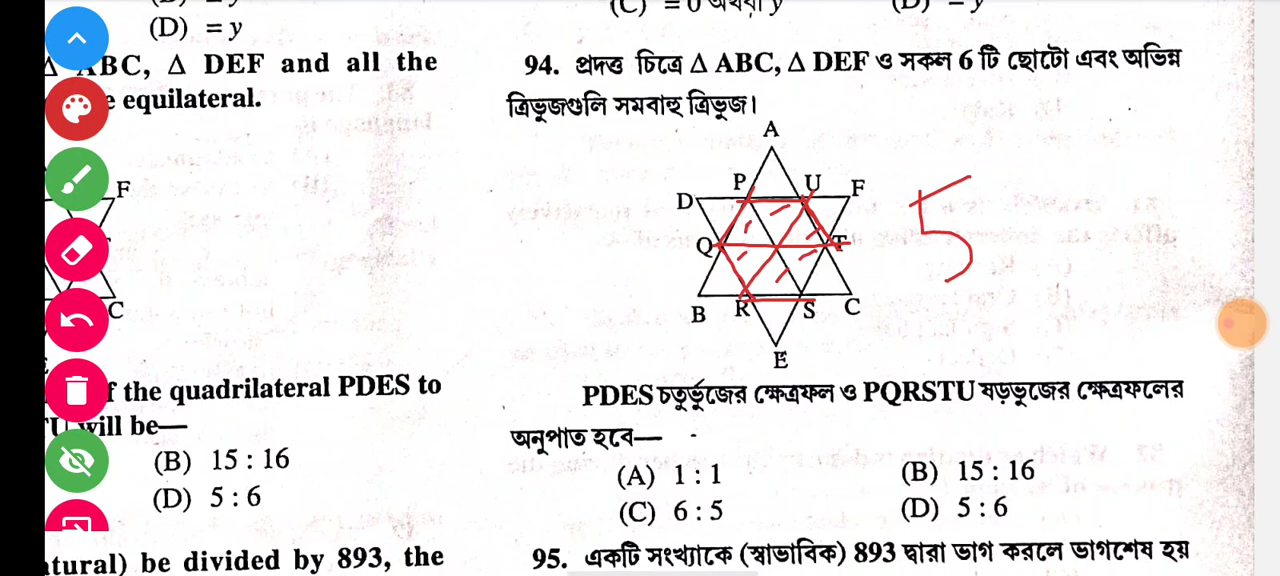 (D) = y
ABC, Δ DEF and all the
equilateral.
F
C
f the quadrilateral PDES to
will be—
(B) 15 : 16
(D) 5 : 6
atural) be divided by 893, the
94. প্রদত্ত চিত্রে Δ ABC, Δ DEF ও সকল 6 টি ছোটো এবং অভিন্ন
ত্রিভুজগুলি সমবাহু ত্রিভুজ।
A
P U F
D
Q T
B R S C
E
5
PDES চতুর্ভুজের ক্ষেত্রফল ও PQRSTU ষড়ভুজের ক্ষেত্রফলের
অনুপাত হবে—
(A) 1 : 1 (B) 15 : 16
(C) 6 : 5 (D) 5 : 6
95. একটি সংখ্যাকে (স্বাভাবিক) 893 দ্বারা ভাগ করলে ভাগশেষ হয়